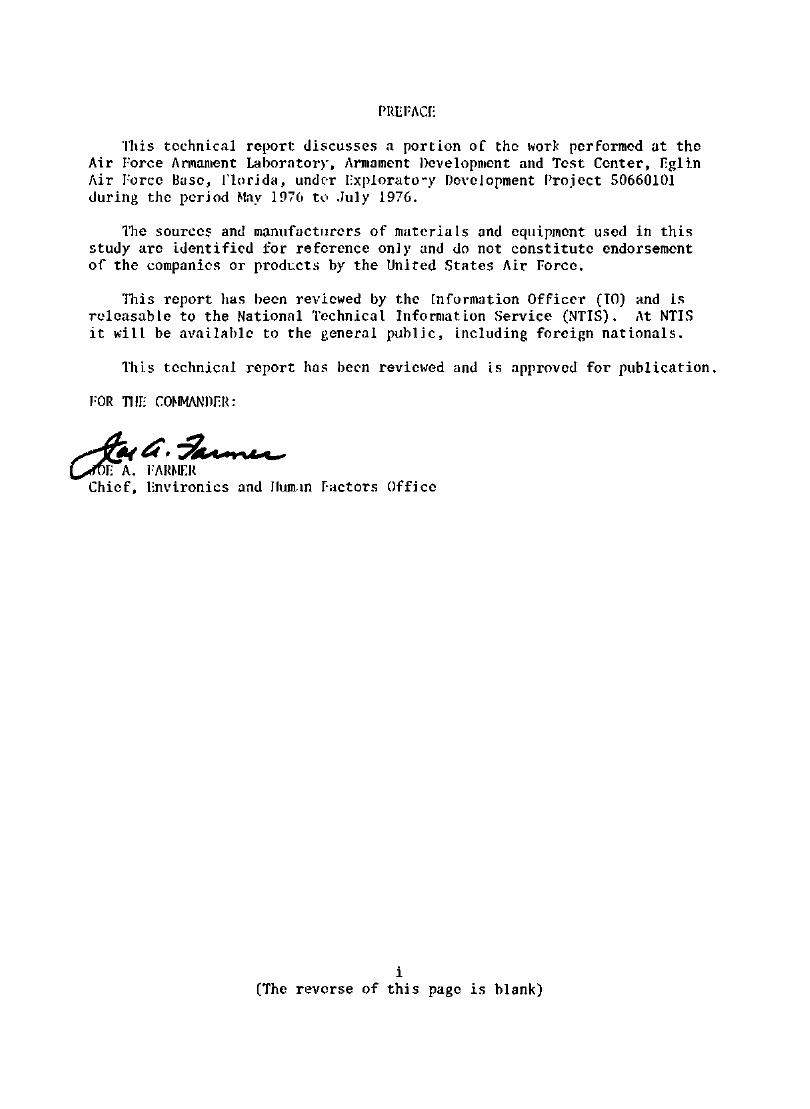 PREFACE
This technical report discusses a portion of the work performed at the
Air Force Armament Laboratory, Armament Development and Test Center, Eglin
Air Force Base, Florida, under Exploratory Development Project 50660101
during the period May 1976 to July 1976.
The sources and manufacturers of materials and equipment used in this
study are identified for reference only and do not constitute endorsement
of the companies or products by the United States Air Force.
This report has been reviewed by the Information Officer (IO) and is
releasable to the National Technical Information Service (NTIS). At NTIS
it will be available to the general public, including foreign nationals.
This technical report has been reviewed and is approved for publication.
FOR THE COMMANDER:
Joe A. Farmer
JOE A. FARMER
Chief, Environics and Human Factors Office
i
(The reverse of this page is blank)